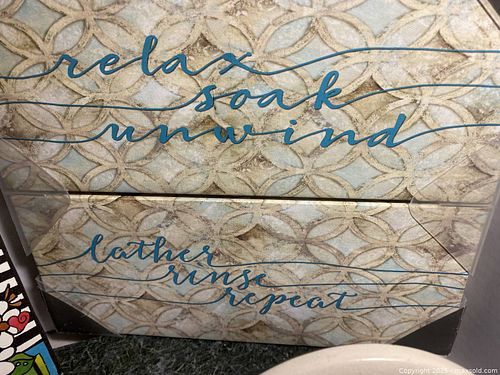 relax
soak
unwind
lather
rinse
repeat